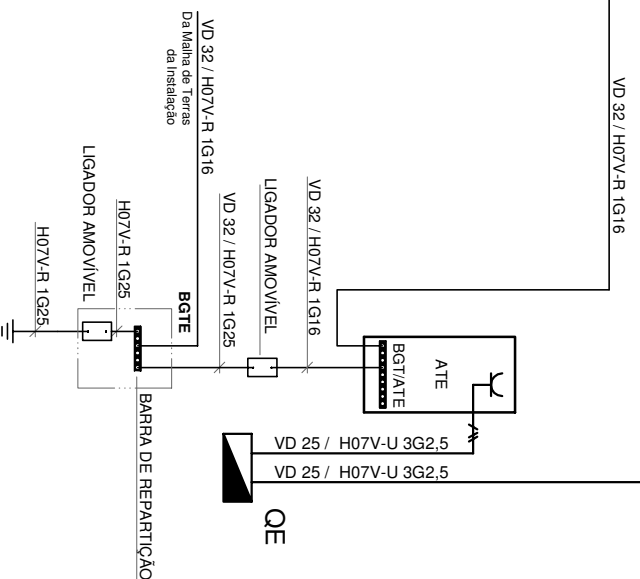 VD 32 / H07V-R 1G16
VD 32 / H07V-R 1G16
Da Malha de Terras
da Instalação
LIGADOR AMOVÍVEL
H07V-R 1G25
H07V-R 1G25
BGTE
VD 32 / H07V-R 1G25
LIGADOR AMOVÍVEL
VD 32 / H07V-R 1G16
BGT/ATE
ATE
VD 25 / H07V-U 3G2,5
VD 25 / H07V-U 3G2,5
QE
BARRA DE REPARTIÇÃO